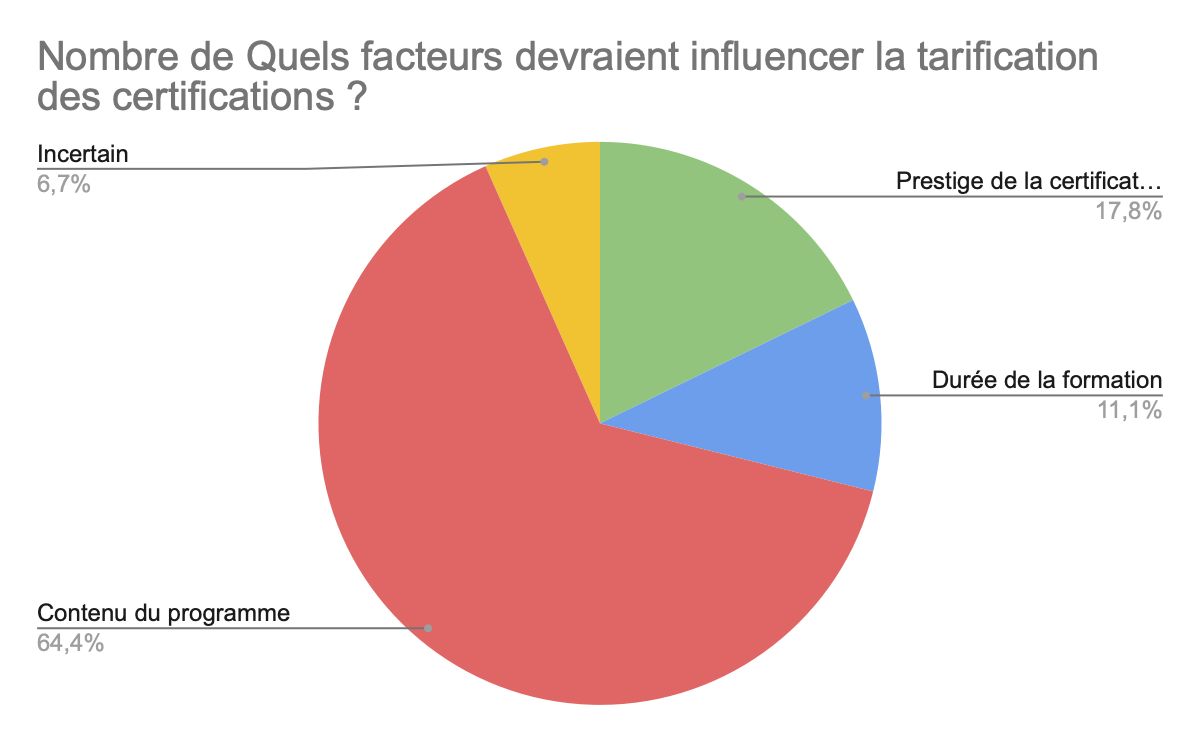 Nombre de Quels facteurs devraient influencer la tarification
des certifications ?
Incertain
6,7%
Prestige de la certificat…
17,8%
Durée de la formation
11,1%
Contenu du programme
64,4%